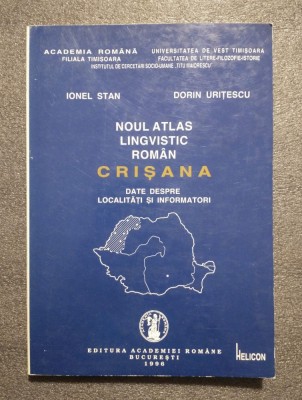 ACADEMIA ROMÂNĂ
FILIALA TIMIȘOARA
UNIVERSITATEA DE VEST TIMIȘOARA
FACULTATEA DE LITERE-FILOZOFIE-ISTORIE
INSTITUTUL DE CERCETARI SOCIO-UMANE „TITU MAIORESCU”
IONEL STAN
DORIN URIȚESCU
NOUL ATLAS
LINGVISTIC
ROMÂN
CRIȘANA
DATE DESPRE
LOCALITĂȚI ȘI INFORMATORI
EDITURA ACADEMIEI ROMÂNE
BUCUREȘTI
1996
HELICON